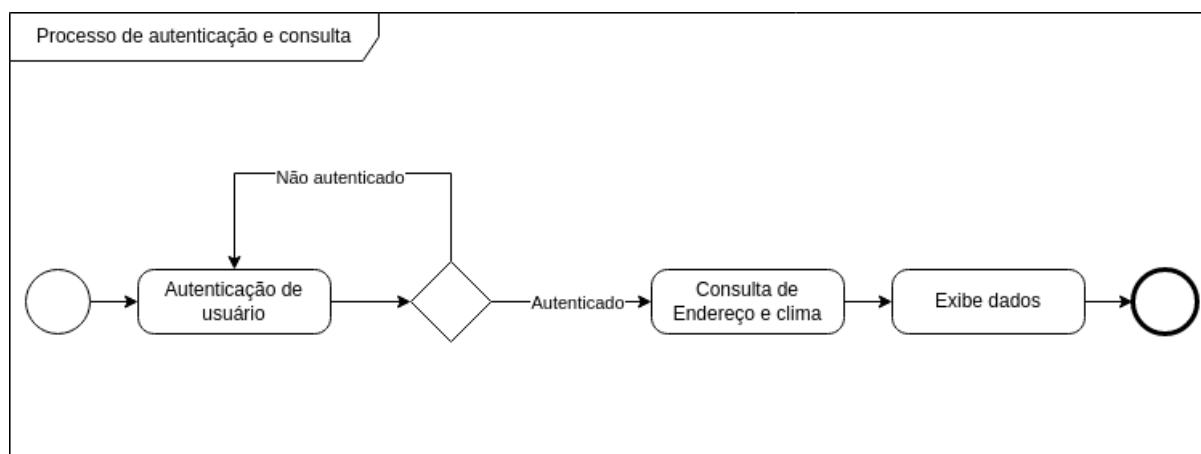 Processo de autenticação e consulta
Não autenticado
Autenticação de
usuário
Autenticado
Consulta de
Endereço e clima
Exibe dados